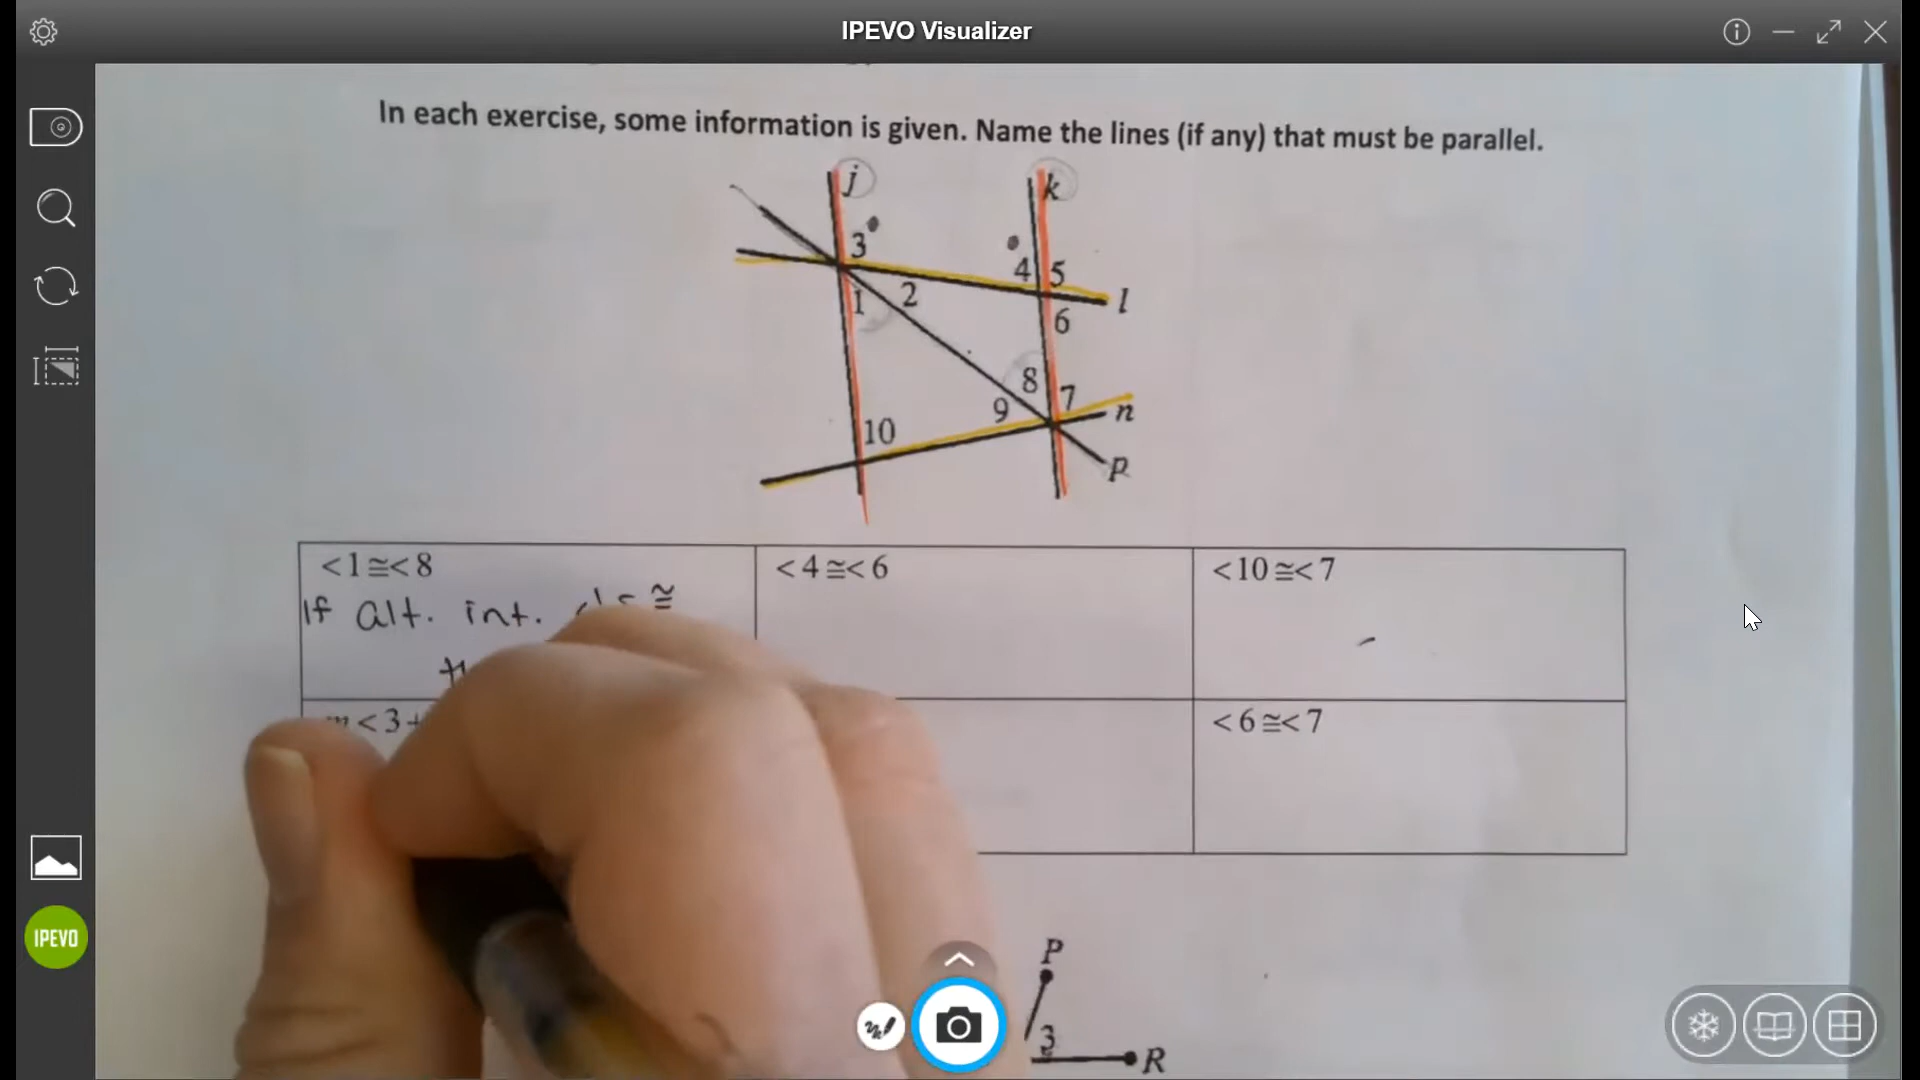 IPEVO Visualizer
In each exercise, some information is given. Name the lines (if any) that must be parallel.
j
k
3
4 5
1 2
l
6
8
7
9
n
10
p
<1≅<8
<4≅<6
<10≅<7
If alt. int. ≅
m<3+
<6≅<7
IPEVO
P
3
R